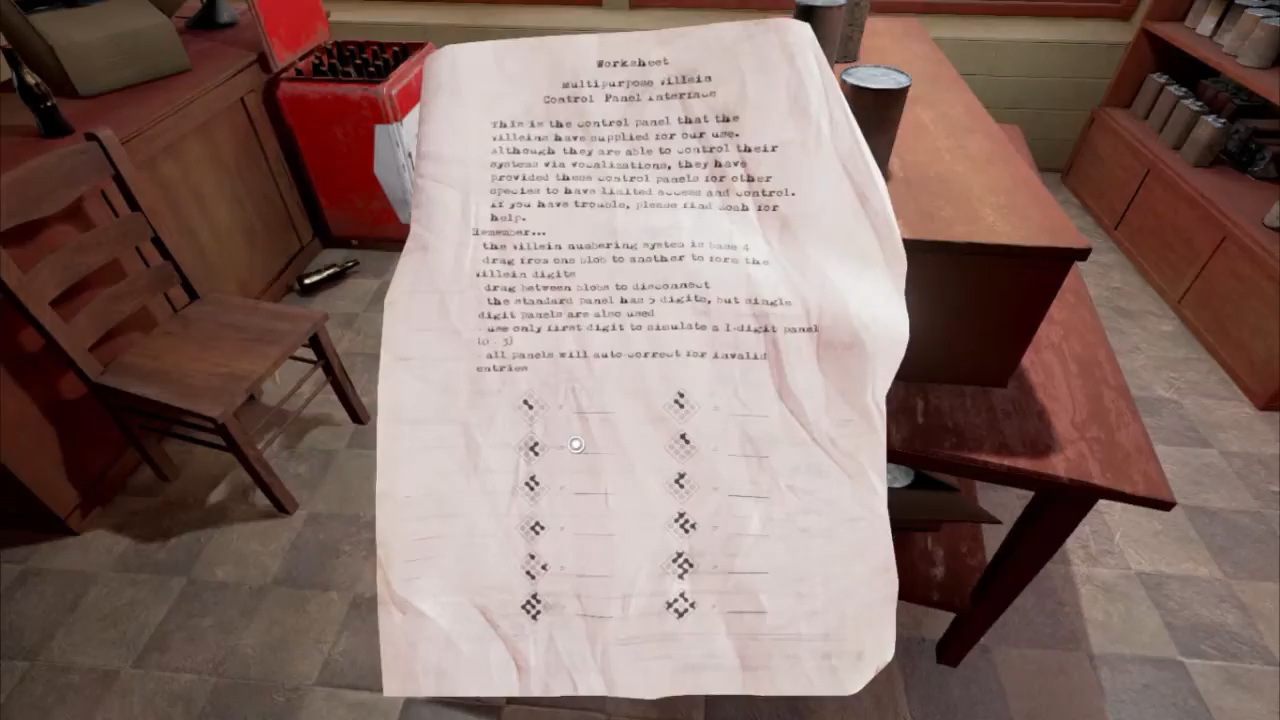 Worksheet
Multipurpose Villein
Control Panel Interface
This is the control panel that the
villeins have supplied for our use.
Although they are able to control their
systems via vocalizations, they have
provided these control panels for other
species to have limited access and control.
If you have trouble, please find Noah for
help.
Remember...
the villein numbering system is base 4
drag from one blob to another to form the
villein digits
drag between blobs to disconnect
the standard panel has 5 digits, but single
digit panels are also used
- use only first digit to simulate a 1-digit panel
(0 - 3)
- all panels will auto-correct for invalid
entries